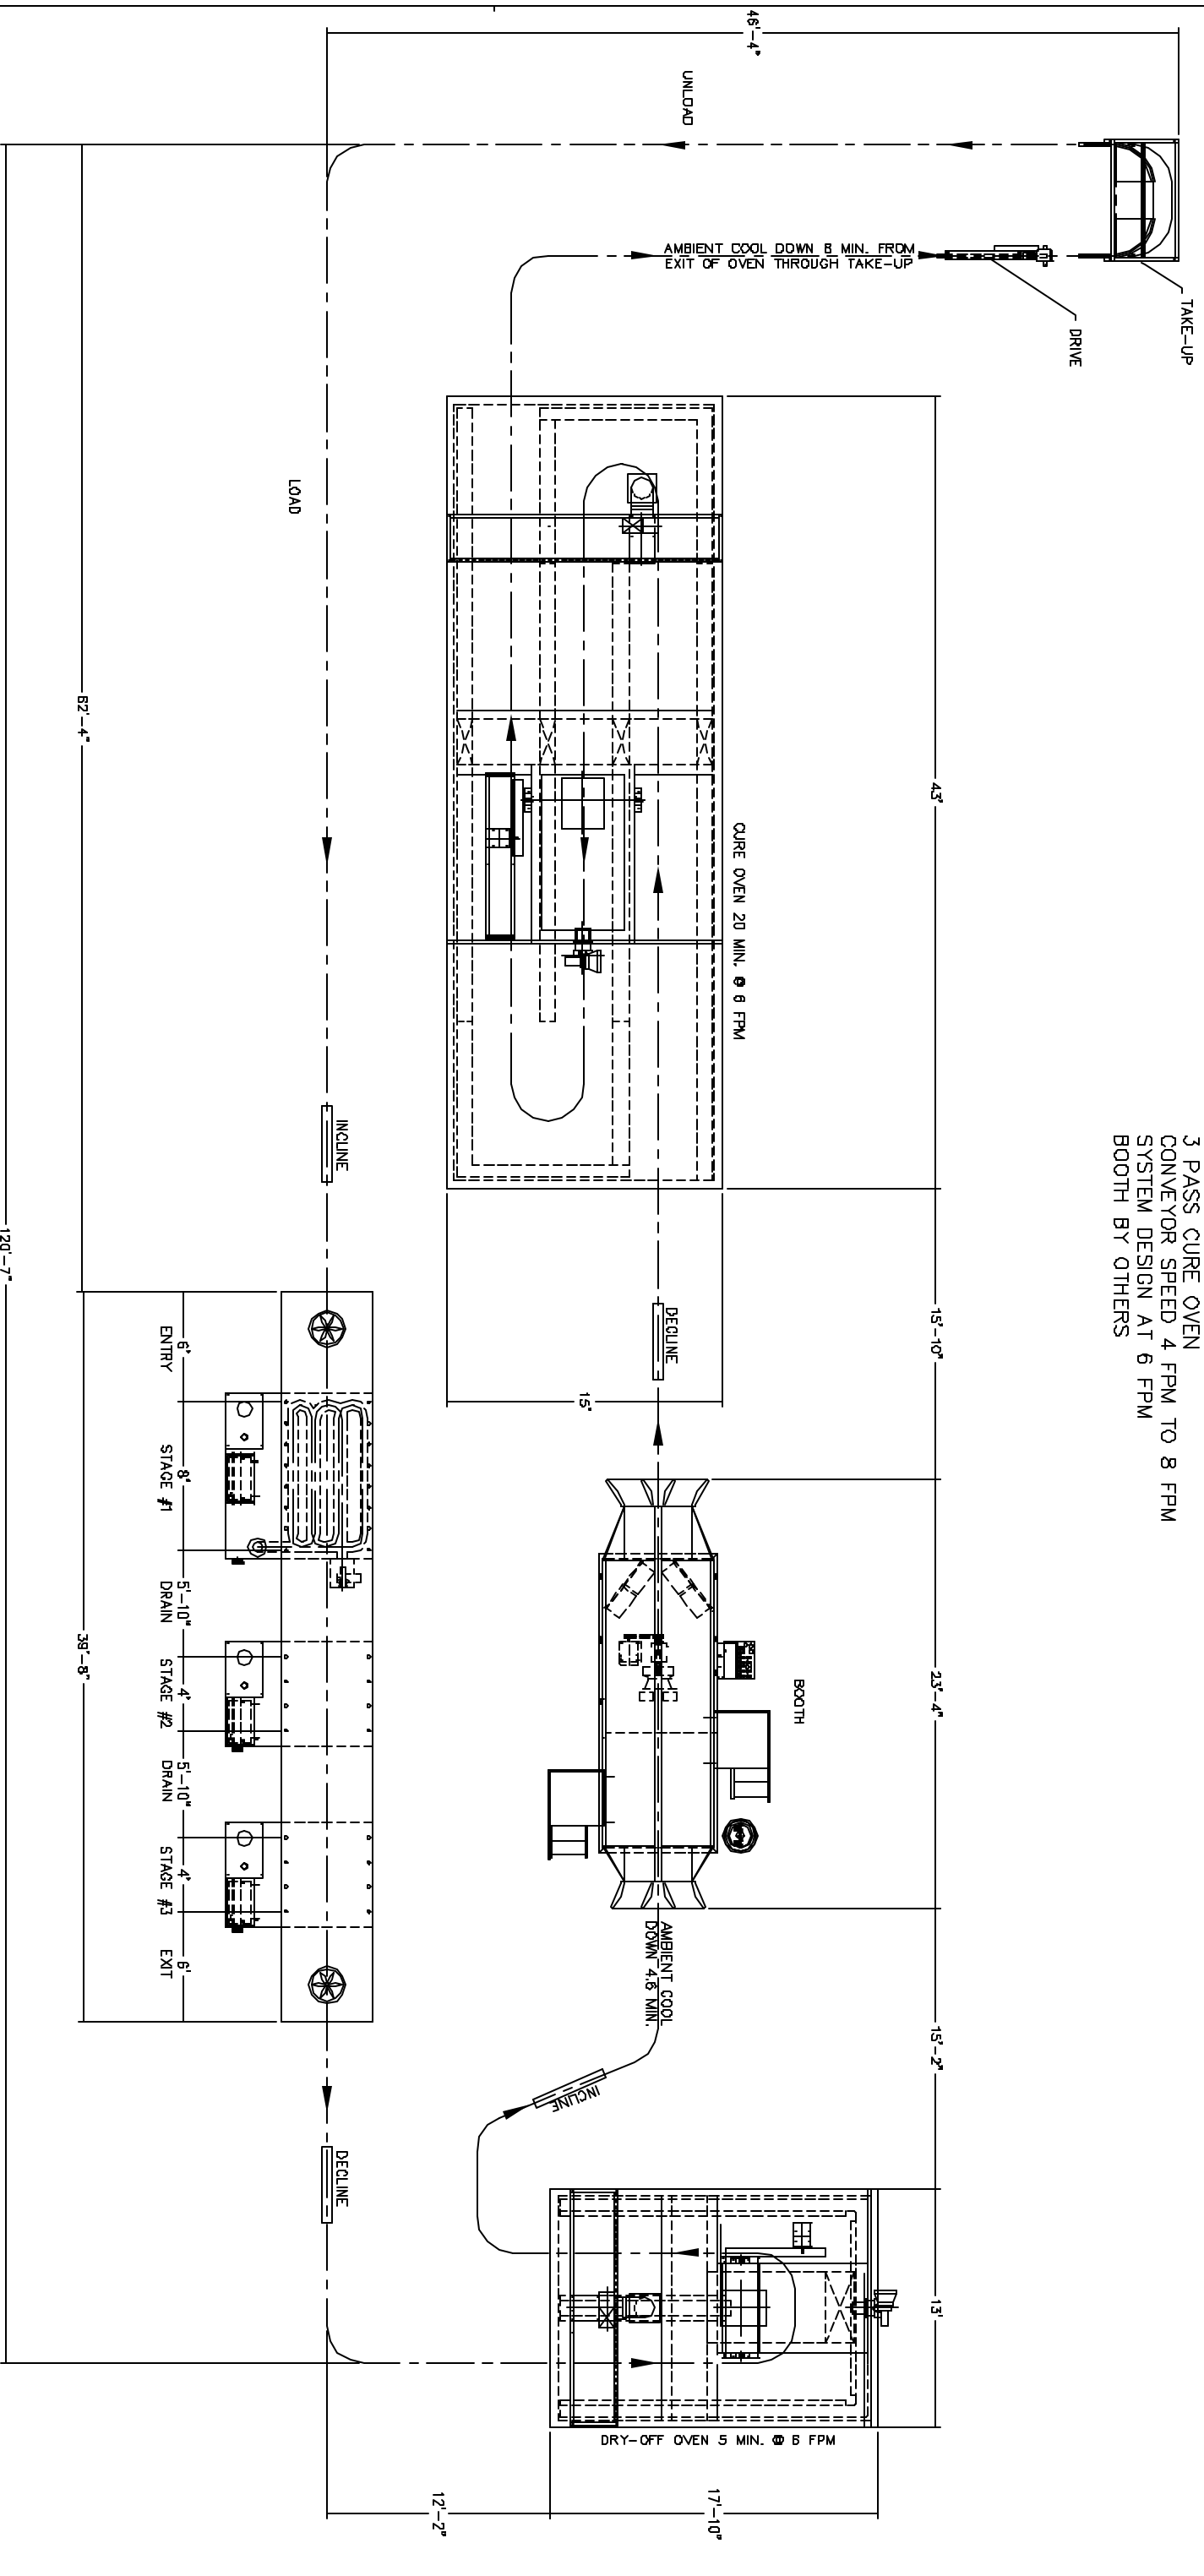 3 PASS CURE OVEN
CONVEYOR SPEED 4 FPM TO 8 FPM
SYSTEM DESIGN AT 6 FPM
BOOTH BY OTHERS
46'-4"
UNLOAD
TAKE-UP
DRIVE
AMBIENT COOL DOWN 8 MIN. FROM
EXIT OF OVEN THROUGH TAKE-UP
LOAD
43'
CURE OVEN 20 MIN. @ 6 FPM
62'-4"
120'-7"
INCLINE
DECLINE
15'-10"
15"
6'
ENTRY
8'
STAGE #1
5'-10"
DRAIN
4'
STAGE #2
5'-10"
DRAIN
4'
STAGE #3
6'
EXIT
39'-8"
23'-4"
BOOTH
AMBIENT COOL
DOWN 4.6 MIN.
15'-2"
INCLINE
DECLINE
13'
DRY-OFF OVEN 5 MIN. @ 6 FPM
12'-2"
17'-10"